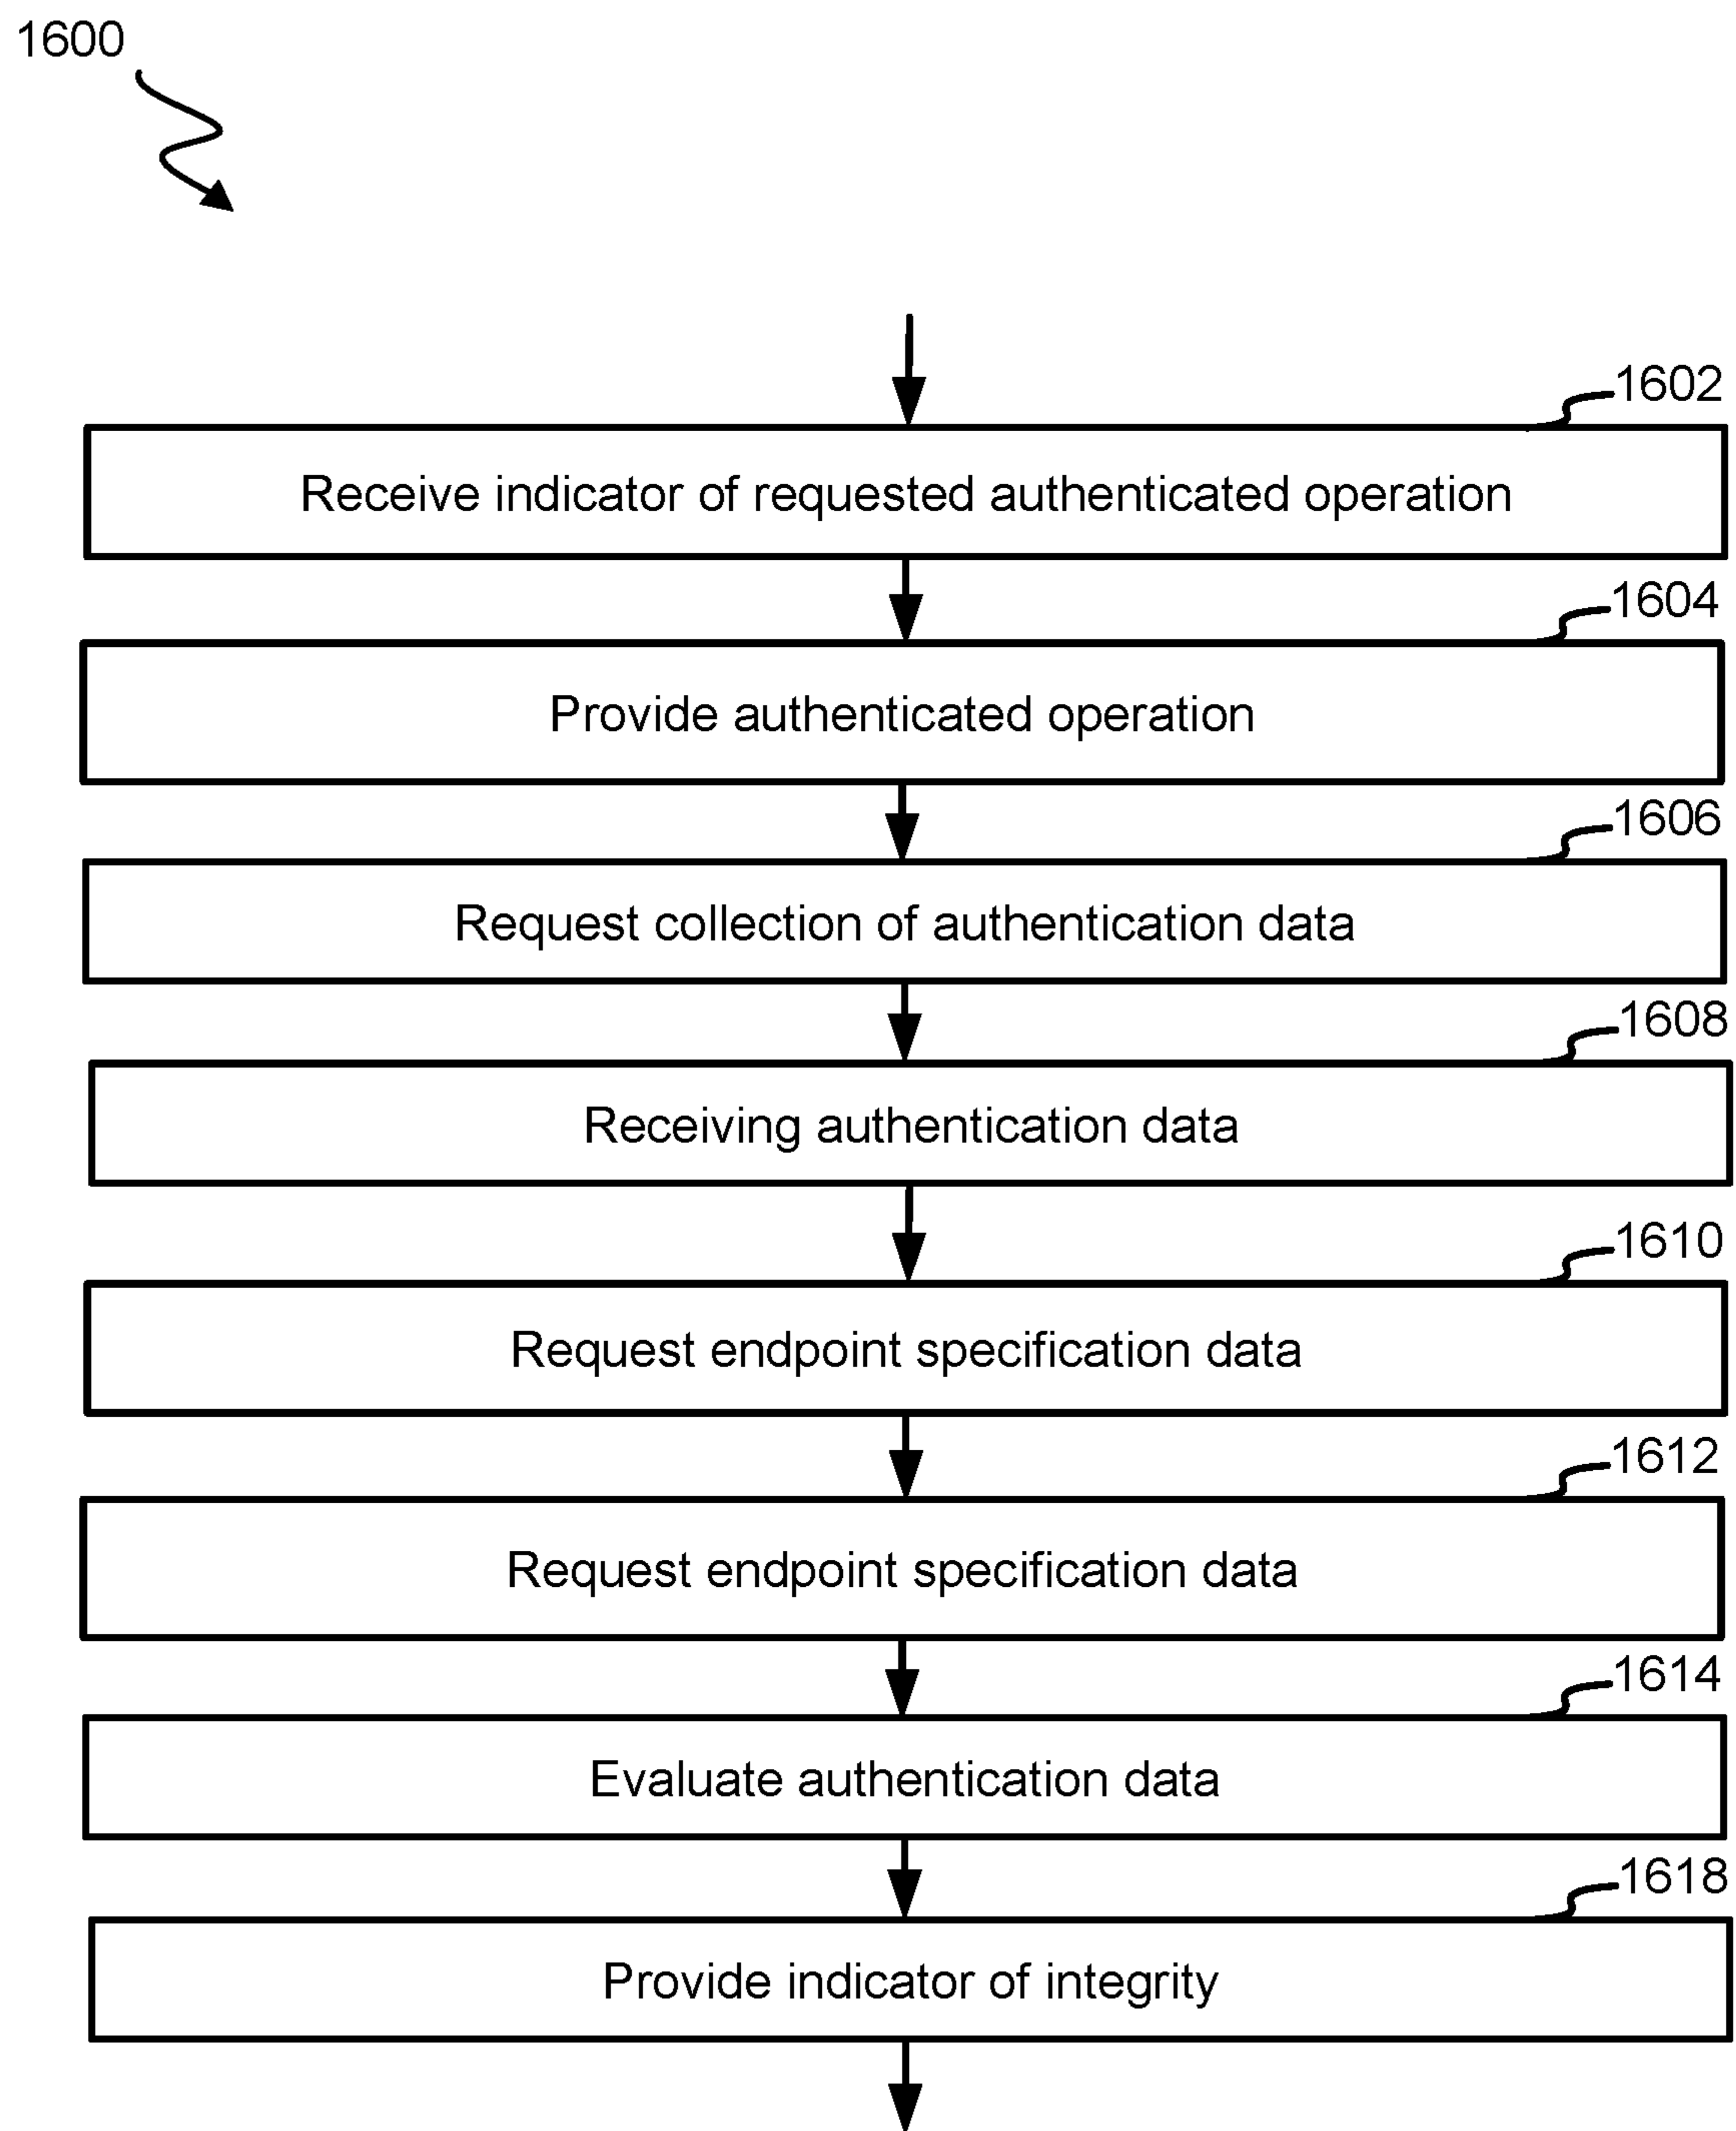 1600
1602
Receive indicator of requested authenticated operation
1604
Provide authenticated operation
1606
Request collection of authentication data
1608
Receiving authentication data
1610
Request endpoint specification data
1612
Request endpoint specification data
1614
Evaluate authentication data
1618
Provide indicator of integrity